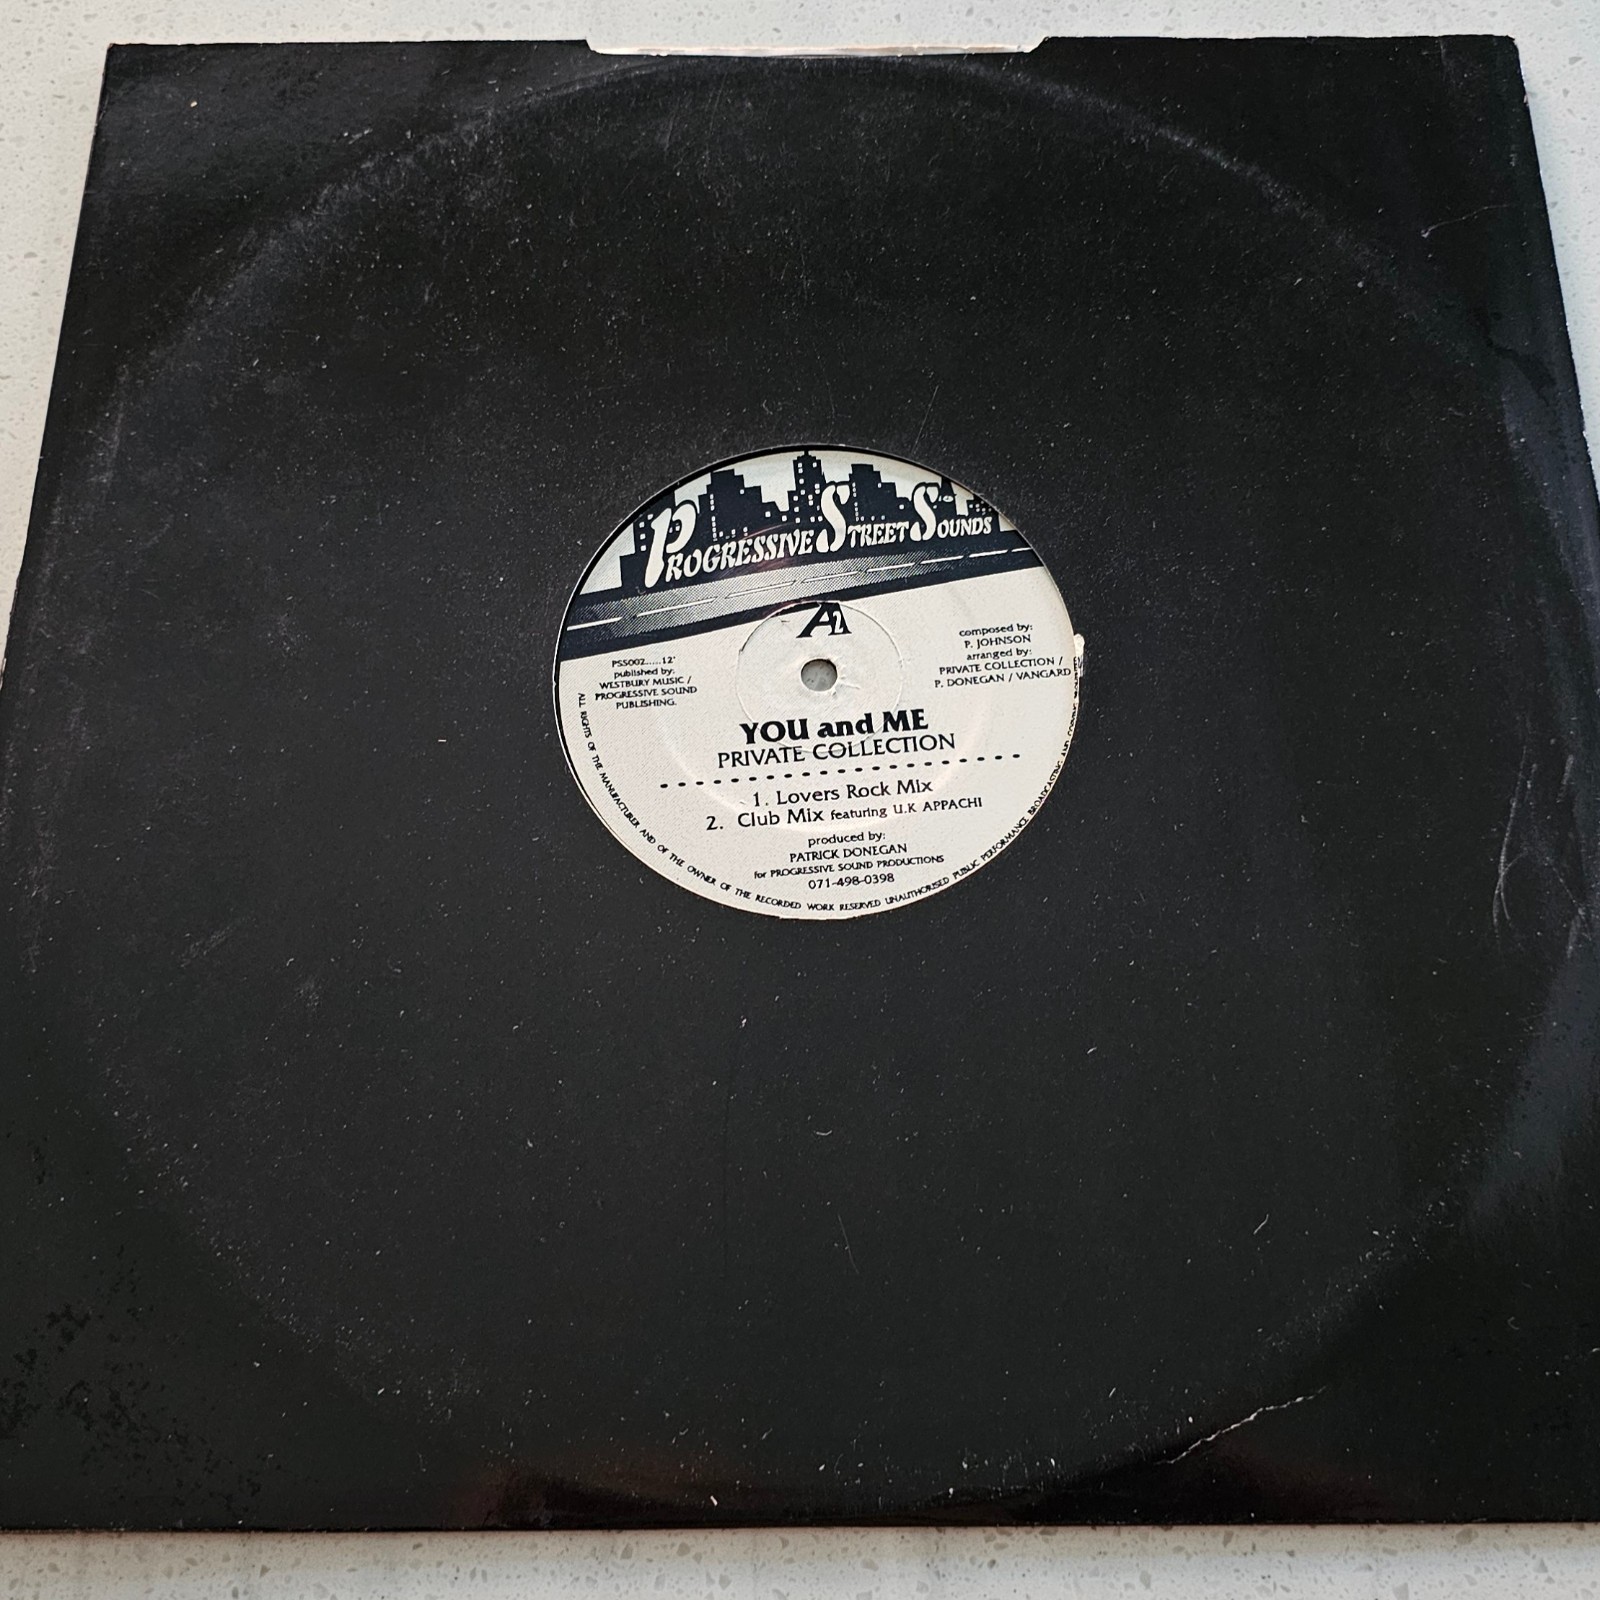 PROGRESSIVE STREET SOUNDS
A2
PSS002.....12'
published by:
WESTBURY MUSIC /
PROGRESSIVE SOUND
PUBLISHING.
composed by:
P. JOHNSON
arranged by:
PRIVATE COLLECTION /
P. DONEGAN / VANGARD
YOU and ME
PRIVATE COLLECTION
1. Lovers Rock Mix
2. Club Mix featuring U.K APPACHI
produced by:
PATRICK DONEGAN
for PROGRESSIVE SOUND PRODUCTIONS
071-498-0398
ALL RIGHTS OF THE MANUFACTURER AND OF THE OWNER OF THE RECORDED WORK RESERVED UNAUTHORISED PUBLIC PERFORMANCE BROADCASTING AND COPYING